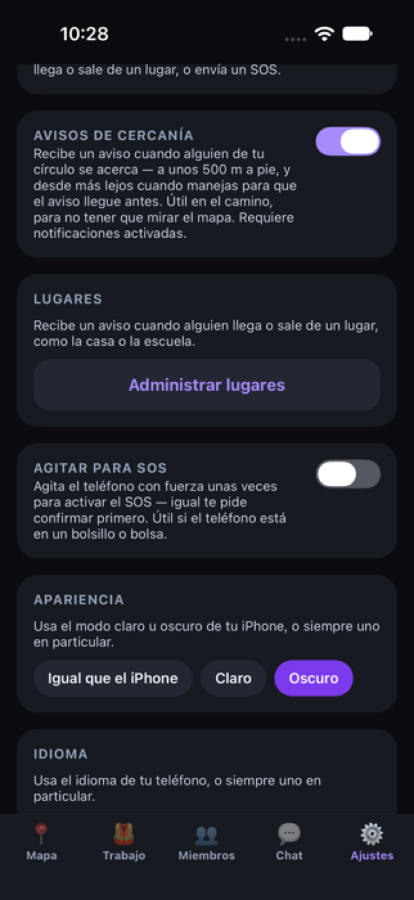 10:28
llega o sale de un lugar, o envía un SOS.
AVISOS DE CERCANÍA
Recibe un aviso cuando alguien de tu
círculo se acerca — a unos 500 m a pie, y
desde más lejos cuando manejas para que
el aviso llegue antes. Útil en el camino,
para no tener que mirar el mapa. Requiere
notificaciones activadas.
LUGARES
Recibe un aviso cuando alguien llega o sale de un lugar,
como la casa o la escuela.
Administrar lugares
AGITAR PARA SOS
Agita el teléfono con fuerza unas veces
para activar el SOS — igual te pide
confirmar primero. Útil si el teléfono está
en un bolsillo o bolsa.
APARIENCIA
Usa el modo claro u oscuro de tu iPhone, o siempre uno
en particular.
Igual que el iPhone Claro Oscuro
IDIOMA
Usa el idioma de tu teléfono, o siempre uno en
particular.
Mapa Trabajo Miembros Chat Ajustes